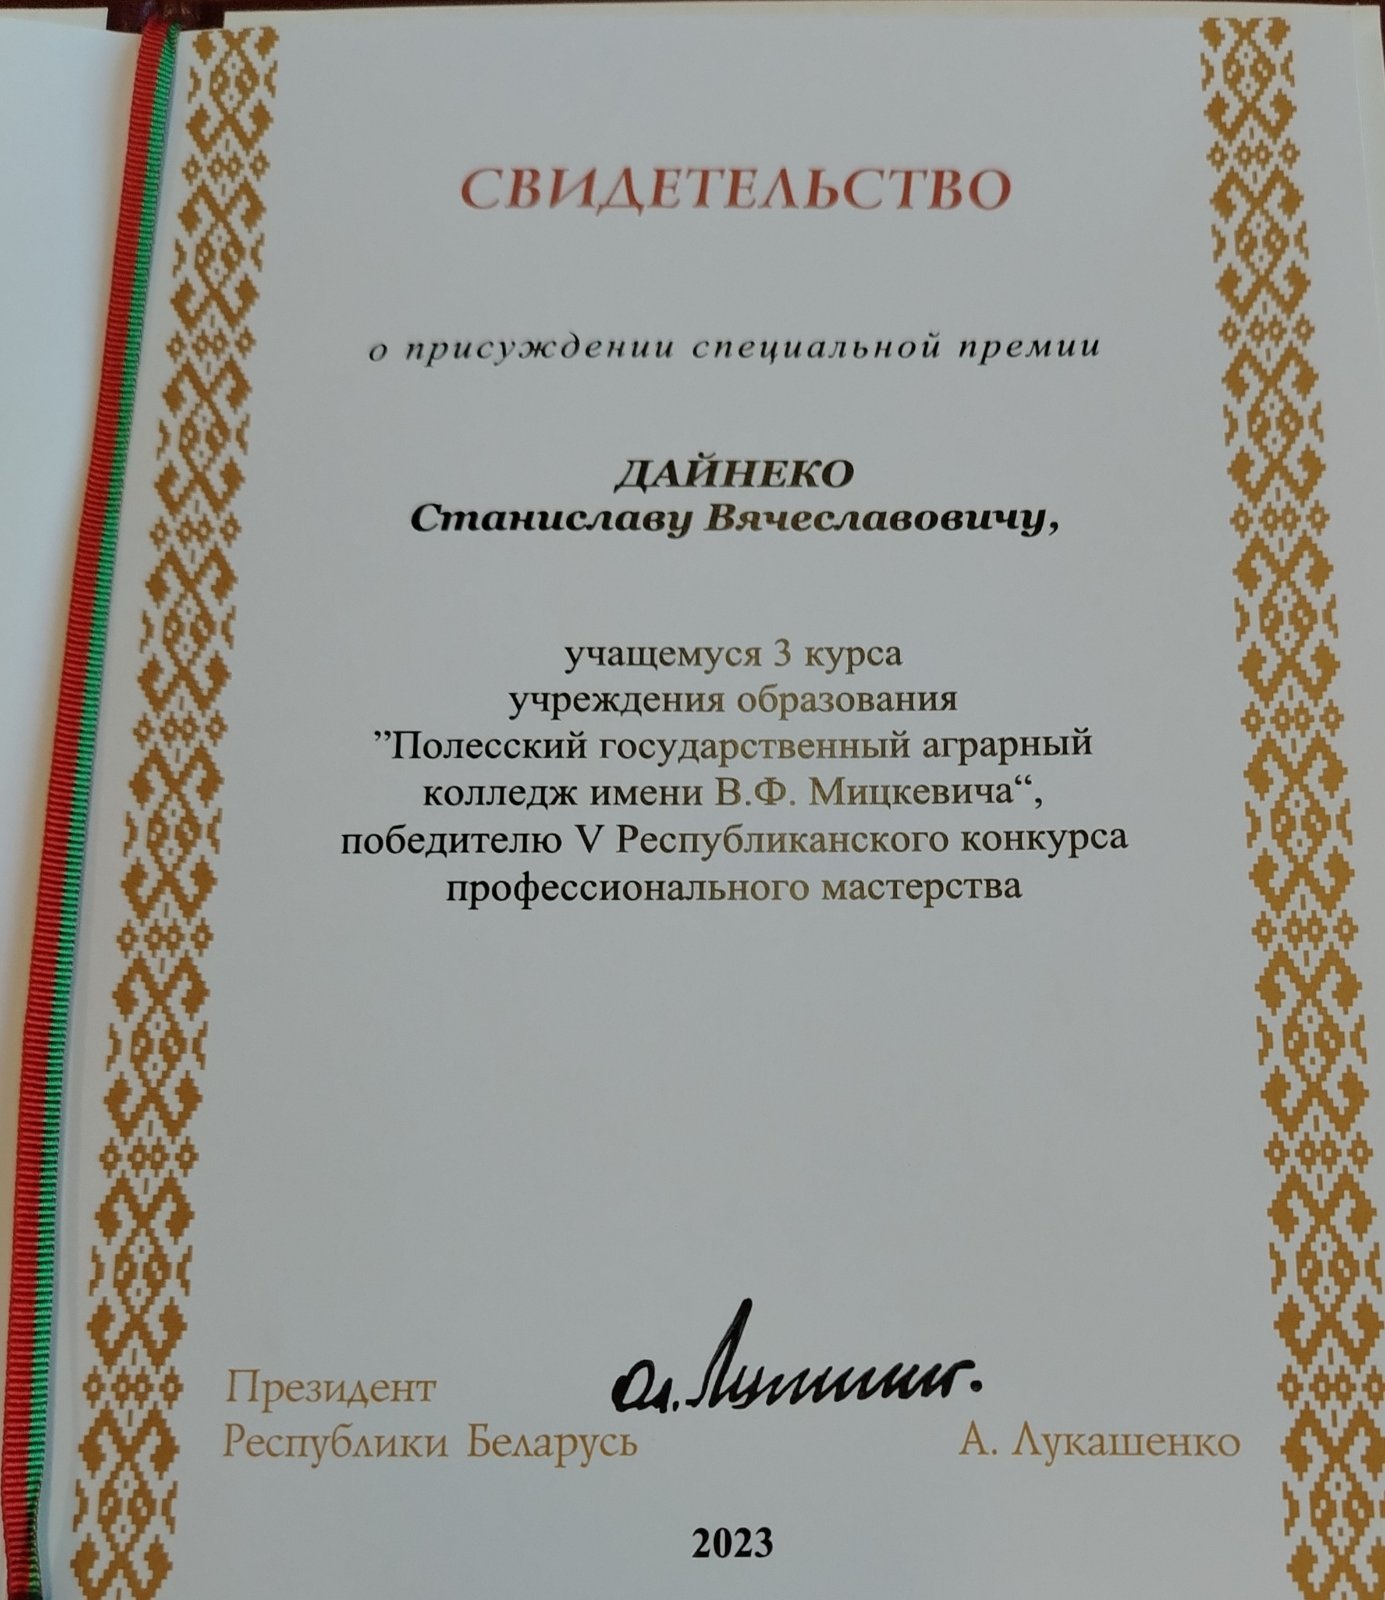 СВИДЕТЕЛЬСТВО
о присуждении специальной премии
ДАЙНЕКО
Станиславу Вячеславовичу,
учащемуся 3 курса
учреждения образования
”Полесский государственный аграрный
колледж имени В.Ф. Мицкевича“,
победителю V Республиканского конкурса
профессионального мастерства
Президент
Республики Беларусь
А. Лукашенко
2023